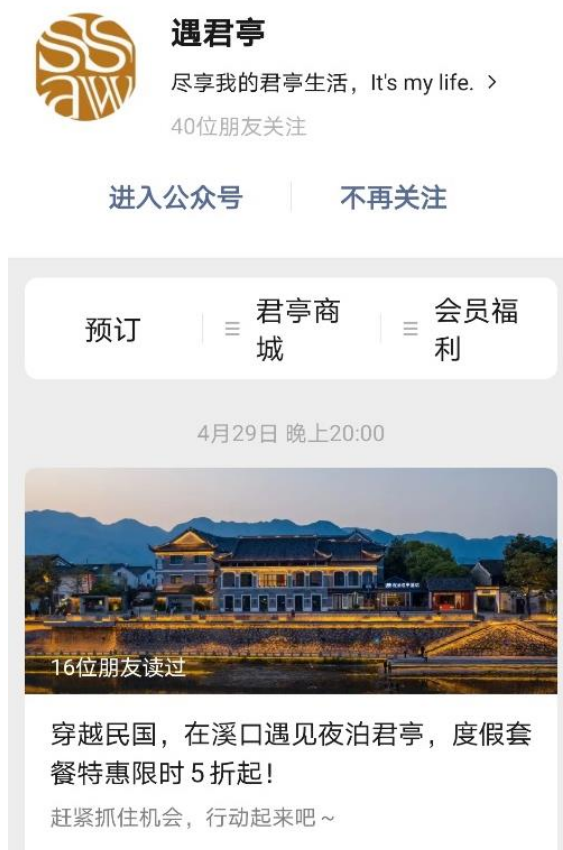 SS
aw
遇君亭
尽享我的君亭生活，It's my life.
40位朋友关注
进入公众号
不再关注
预订
君亭商
城
会员福
利
4月29日 晚上20:00
16位朋友读过
穿越民国，在溪口遇见夜泊君亭，度假套
餐特惠限时5折起！
赶紧抓住机会，行动起来吧～